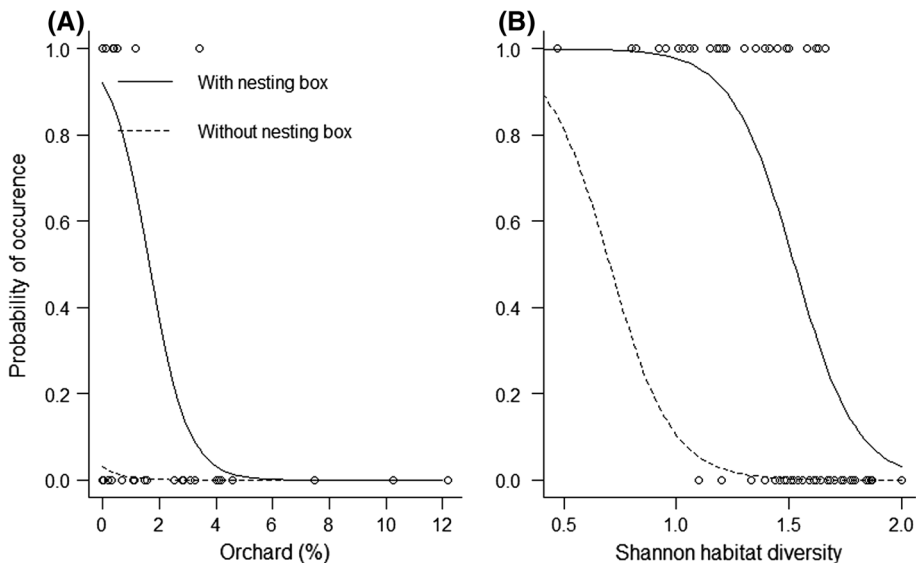 (A)
(B)
Probability of occurence
1.0
0.8
0.6
0.4
0.2
0.0
With nesting box
Without nesting box
0 2 4 6 8 10 12
Orchard (%)
1.0
0.8
0.6
0.4
0.2
0.0
0.5 1.0 1.5 2.0
Shannon habitat diversity